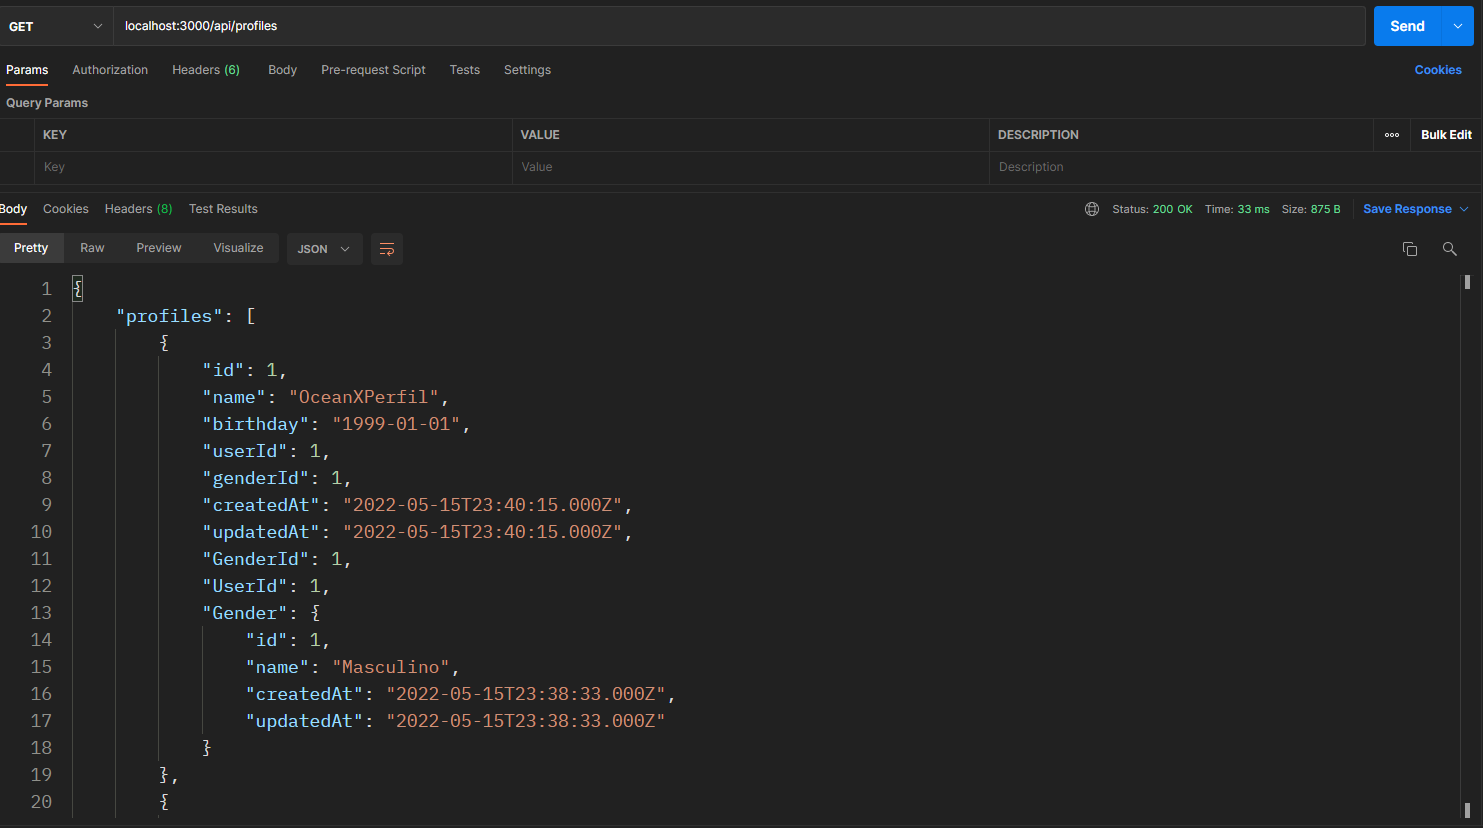 GET localhost:3000/api/profiles Send
Params Authorization Headers (6) Body Pre-request Script Tests Settings Cookies
Query Params
KEY VALUE DESCRIPTION Bulk Edit
Key Value Description
Body Cookies Headers (8) Test Results Status: 200 OK Time: 33 ms Size: 875 B Save Response
Pretty Raw Preview Visualize JSON
1 {
2 "profiles": [
3 {
4 "id": 1,
5 "name": "OceanXPerfil",
6 "birthday": "1999-01-01",
7 "userId": 1,
8 "genderId": 1,
9 "createdAt": "2022-05-15T23:40:15.000Z",
10 "updatedAt": "2022-05-15T23:40:15.000Z",
11 "GenderId": 1,
12 "UserId": 1,
13 "Gender": {
14 "id": 1,
15 "name": "Masculino",
16 "createdAt": "2022-05-15T23:38:33.000Z",
17 "updatedAt": "2022-05-15T23:38:33.000Z"
18 }
19 },
20 {